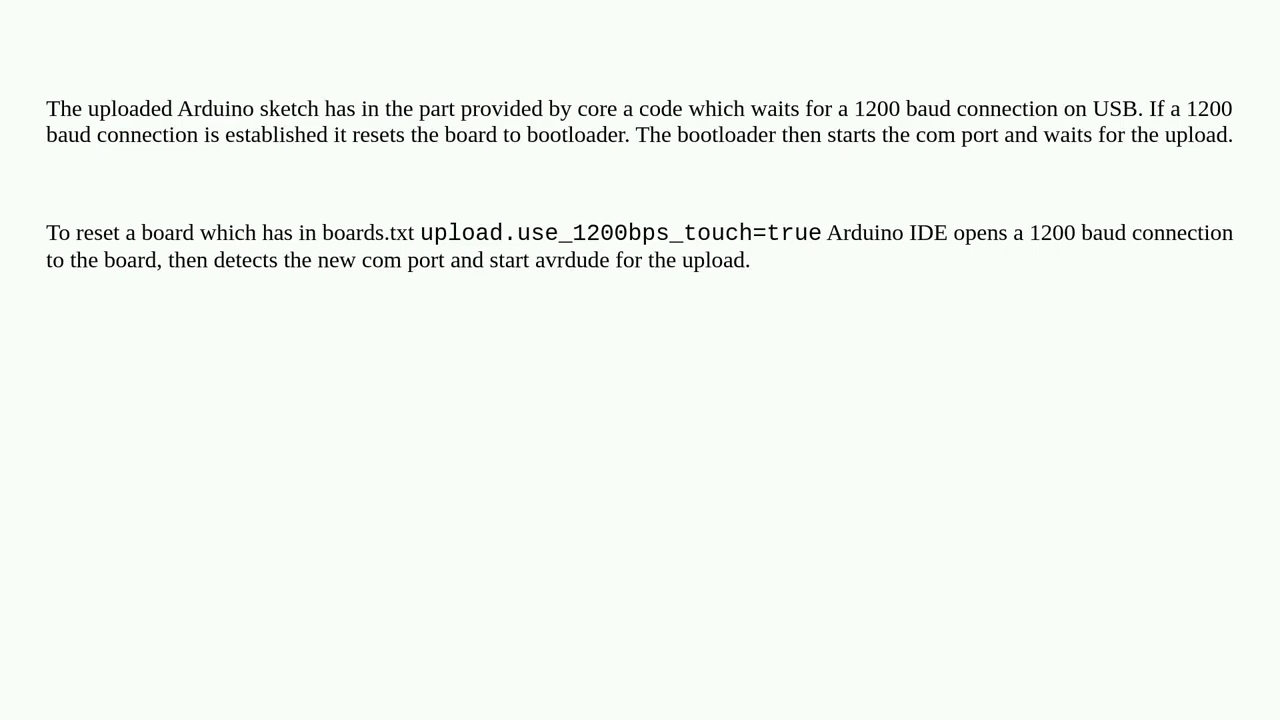 The uploaded Arduino sketch has in the part provided by core a code which waits for a 1200 baud connection on USB. If a 1200
baud connection is established it resets the board to bootloader. The bootloader then starts the com port and waits for the upload.
To reset a board which has in boards.txt upload.use_1200bps_touch=true Arduino IDE opens a 1200 baud connection
to the board, then detects the new com port and start avrdude for the upload.